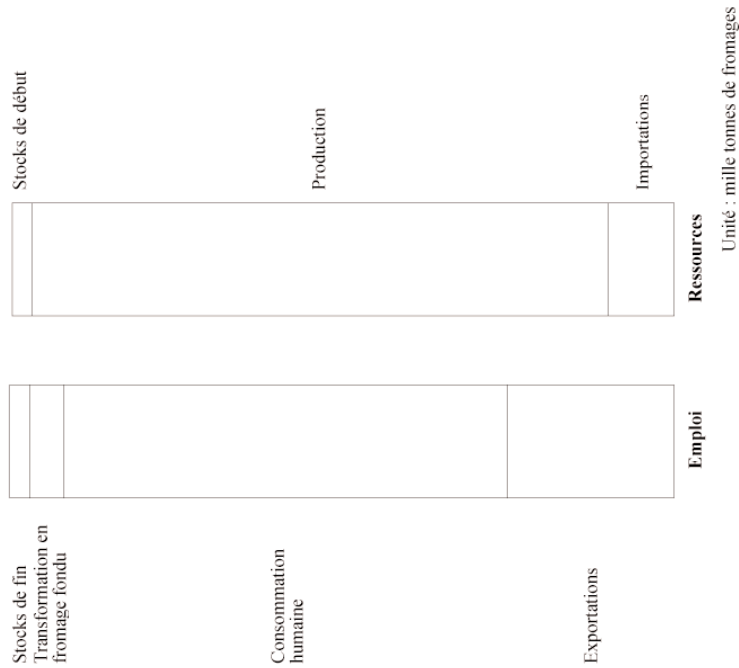 Stocks de début
Production
Importations
Ressources
Unité : mille tonnes de fromages
Emploi
Stocks de fin
Transformation en
fromage fondu
Consommation
humaine
Exportations